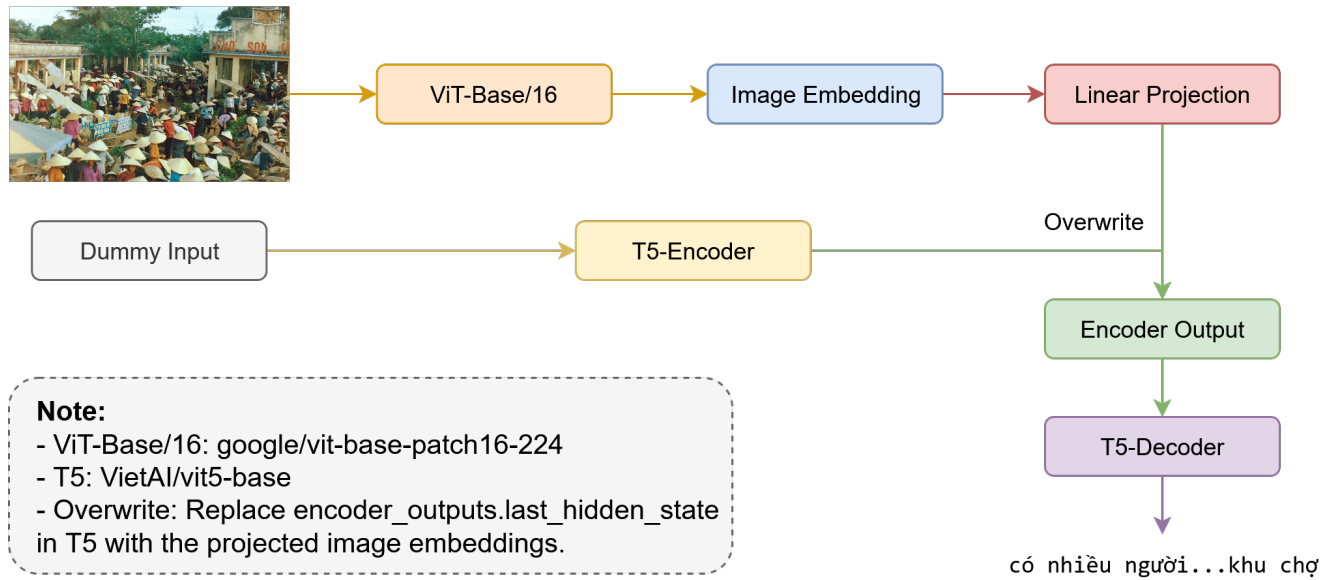 ViT-Base/16
Image Embedding
Linear Projection
Overwrite
Dummy Input
T5-Encoder
Encoder Output
Note:
- ViT-Base/16: google/vit-base-patch16-224
- T5: VietAI/vit5-base
- Overwrite: Replace encoder_outputs.last_hidden_state
in T5 with the projected image embeddings.
T5-Decoder
có nhiều người...khu chợ